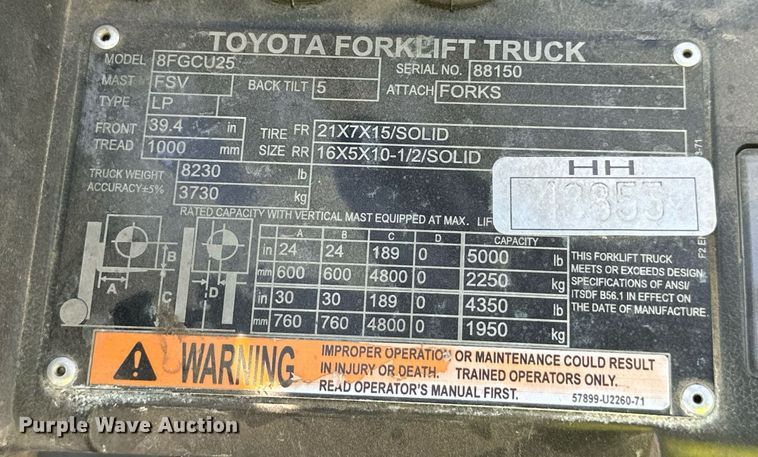 TOYOTA FORKLIFT TRUCK
MODEL 8FGCU25 SERIAL NO. 88150
MAST FSV BACK TILT 5 ATTACH FORKS
TYPE LP
FRONT TREAD 39.4 in 1000 mm
TIRE SIZE FR 21X7X15/SOLID
RR 16X5X10-1/2/SOLID
TRUCK WEIGHT ACCURACY±5% 8230 lb
3730 kg
HH
13855
RATED CAPACITY WITH VERTICAL MAST EQUIPPED AT MAX. LIF
A B C D CAPACITY
in 24 24 189 0 5000 lb
mm 600 600 4800 0 2250 kg
in 30 30 189 0 4350 lb
mm 760 760 4800 0 1950 kg
A B C D
THIS FORKLIFT TRUCK
MEETS OR EXCEEDS DESIGN
SPECIFICATIONS OF ANSI/
ITSDF B56.1 IN EFFECT ON
THE DATE OF MANUFACTURE.
WARNING
IMPROPER OPERATION OR MAINTENANCE COULD RESULT
IN INJURY OR DEATH. TRAINED OPERATORS ONLY.
READ OPERATOR'S MANUAL FIRST.
57899-U2260-71
Purple Wave Auction